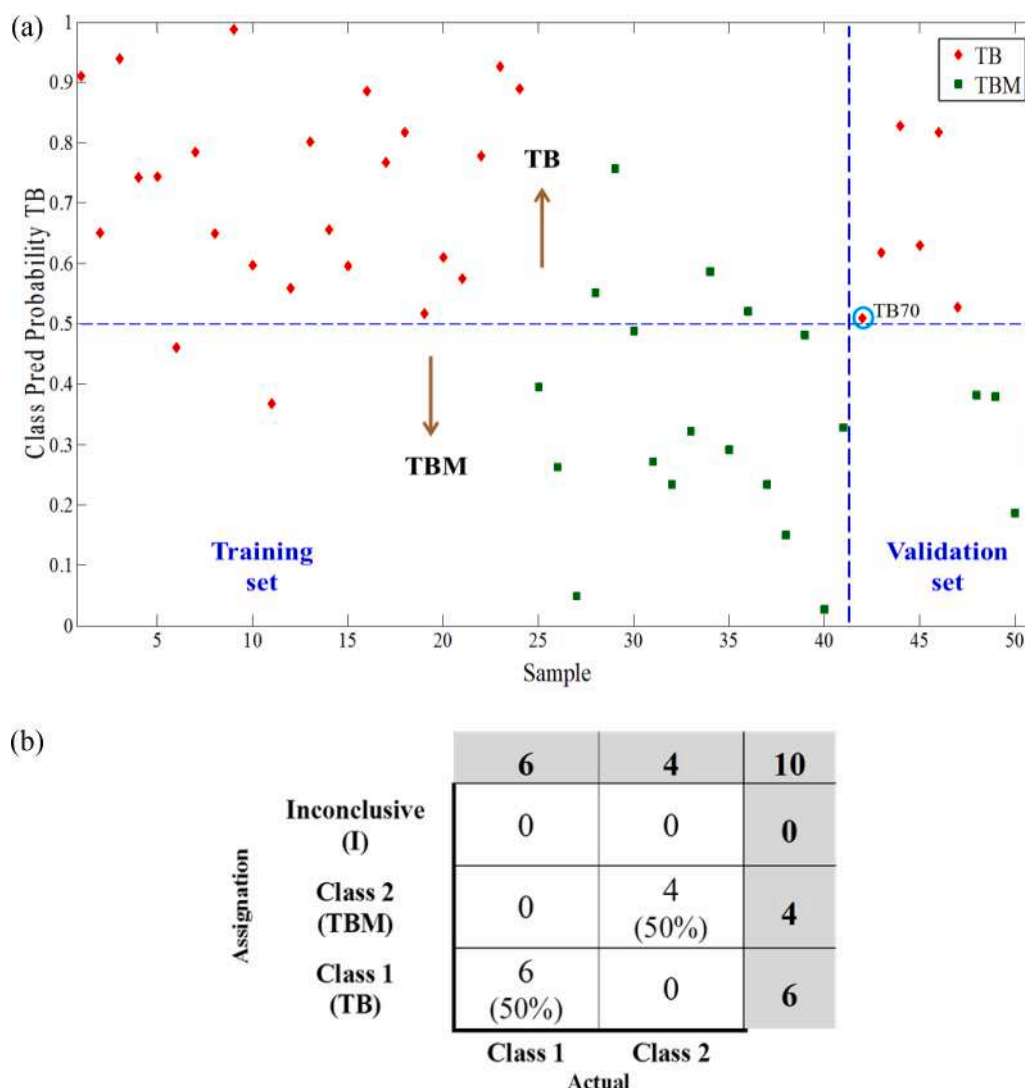 (a)
1
0.9
0.8
0.7
0.6
0.5
0.4
0.3
0.2
0.1
0
Class Pred Probability TB
TB
TBM
TB
TB70
TBM
Training
set
Validation
set
5 10 15 20 25 30 35 40 45 50
Sample
(b)
6 4 10
Inconclusive
(I)
0 0 0
Class 2
(TBM)
0 4
(50%)
4
Class 1
(TB)
6
(50%)
0 6
Assignation
Class 1 Class 2
Actual